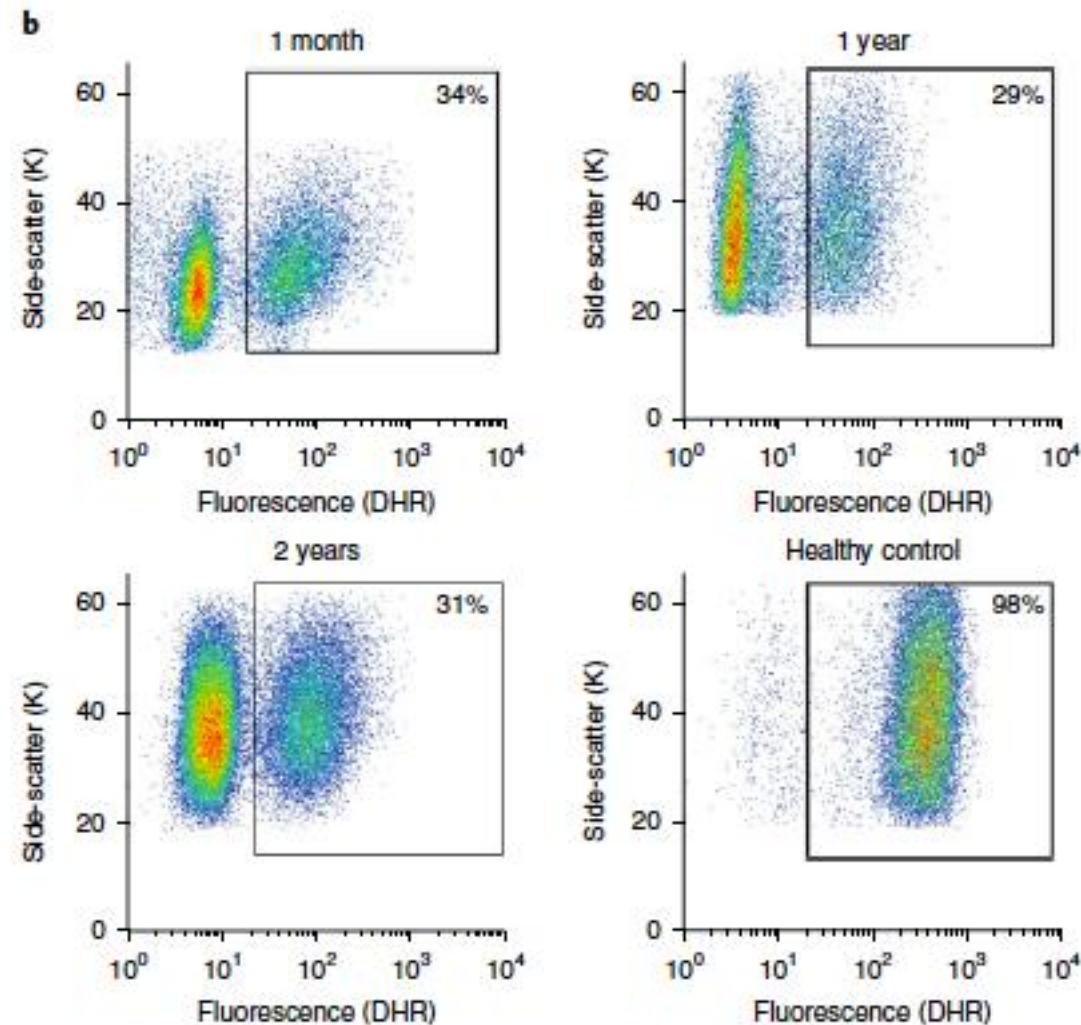 b
1 month
34%
60
40
20
0
Side-scatter (K)
10⁰ 10¹ 10² 10³ 10⁴
Fluorescence (DHR)
1 year
29%
60
40
20
0
Side-scatter (K)
10⁰ 10¹ 10² 10³ 10⁴
Fluorescence (DHR)
2 years
31%
60
40
20
0
Side-scatter (K)
10⁰ 10¹ 10² 10³ 10⁴
Fluorescence (DHR)
Healthy control
98%
60
40
20
0
Side-scatter (K)
10⁰ 10¹ 10² 10³ 10⁴
Fluorescence (DHR)